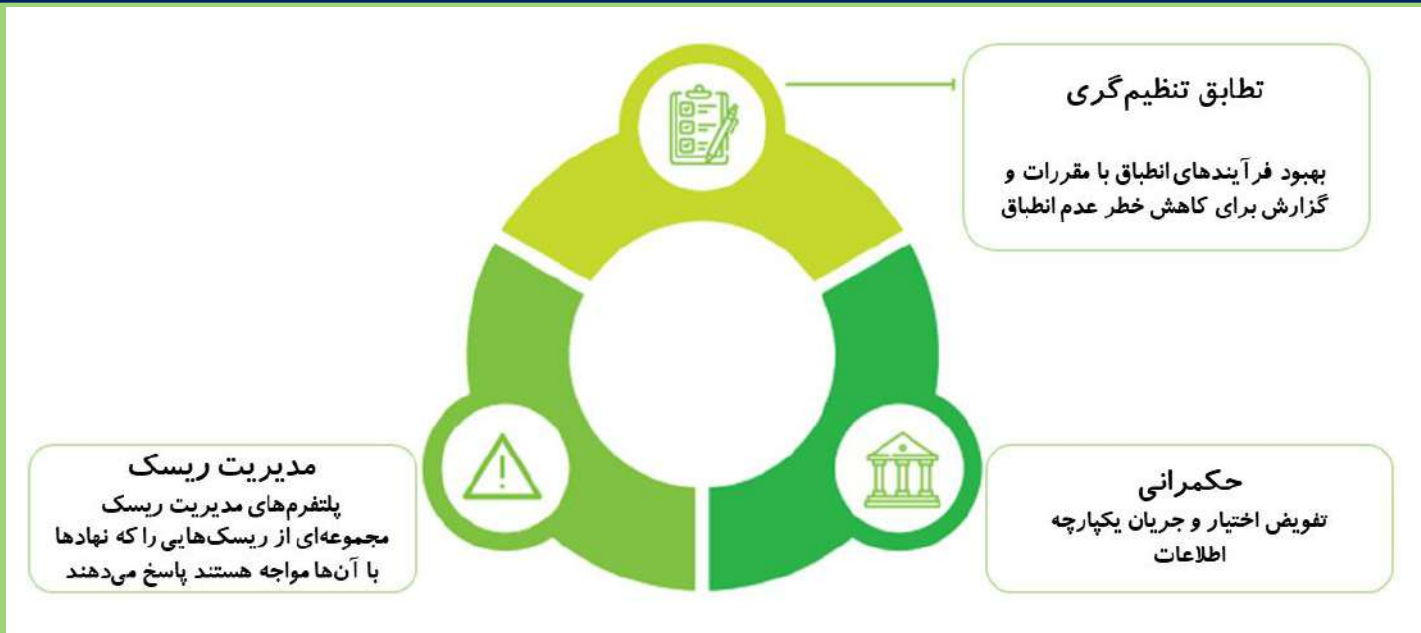 تطابق تنظیم‌گری
بهبود فرآیندهای انطباق با مقررات و
گزارش برای کاهش خطر عدم انطباق
حکمرانی
تفویض اختیار و جریان یکپارچه
اطلاعات
مدیریت ریسک
پلتفرم‌های مدیریت ریسک
مجموعه‌ای از ریسک‌هایی را که نهادها
با آن‌ها مواجه هستند پاسخ می‌دهند